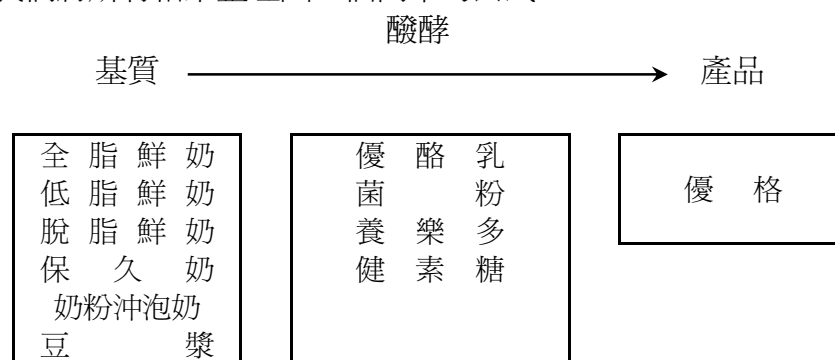 醱酵
基質
產品
全脂鮮奶
低脂鮮奶
脫脂鮮奶
保久奶
奶粉沖泡奶
豆漿
優酪乳
菌粉
養樂多
健素糖
優格